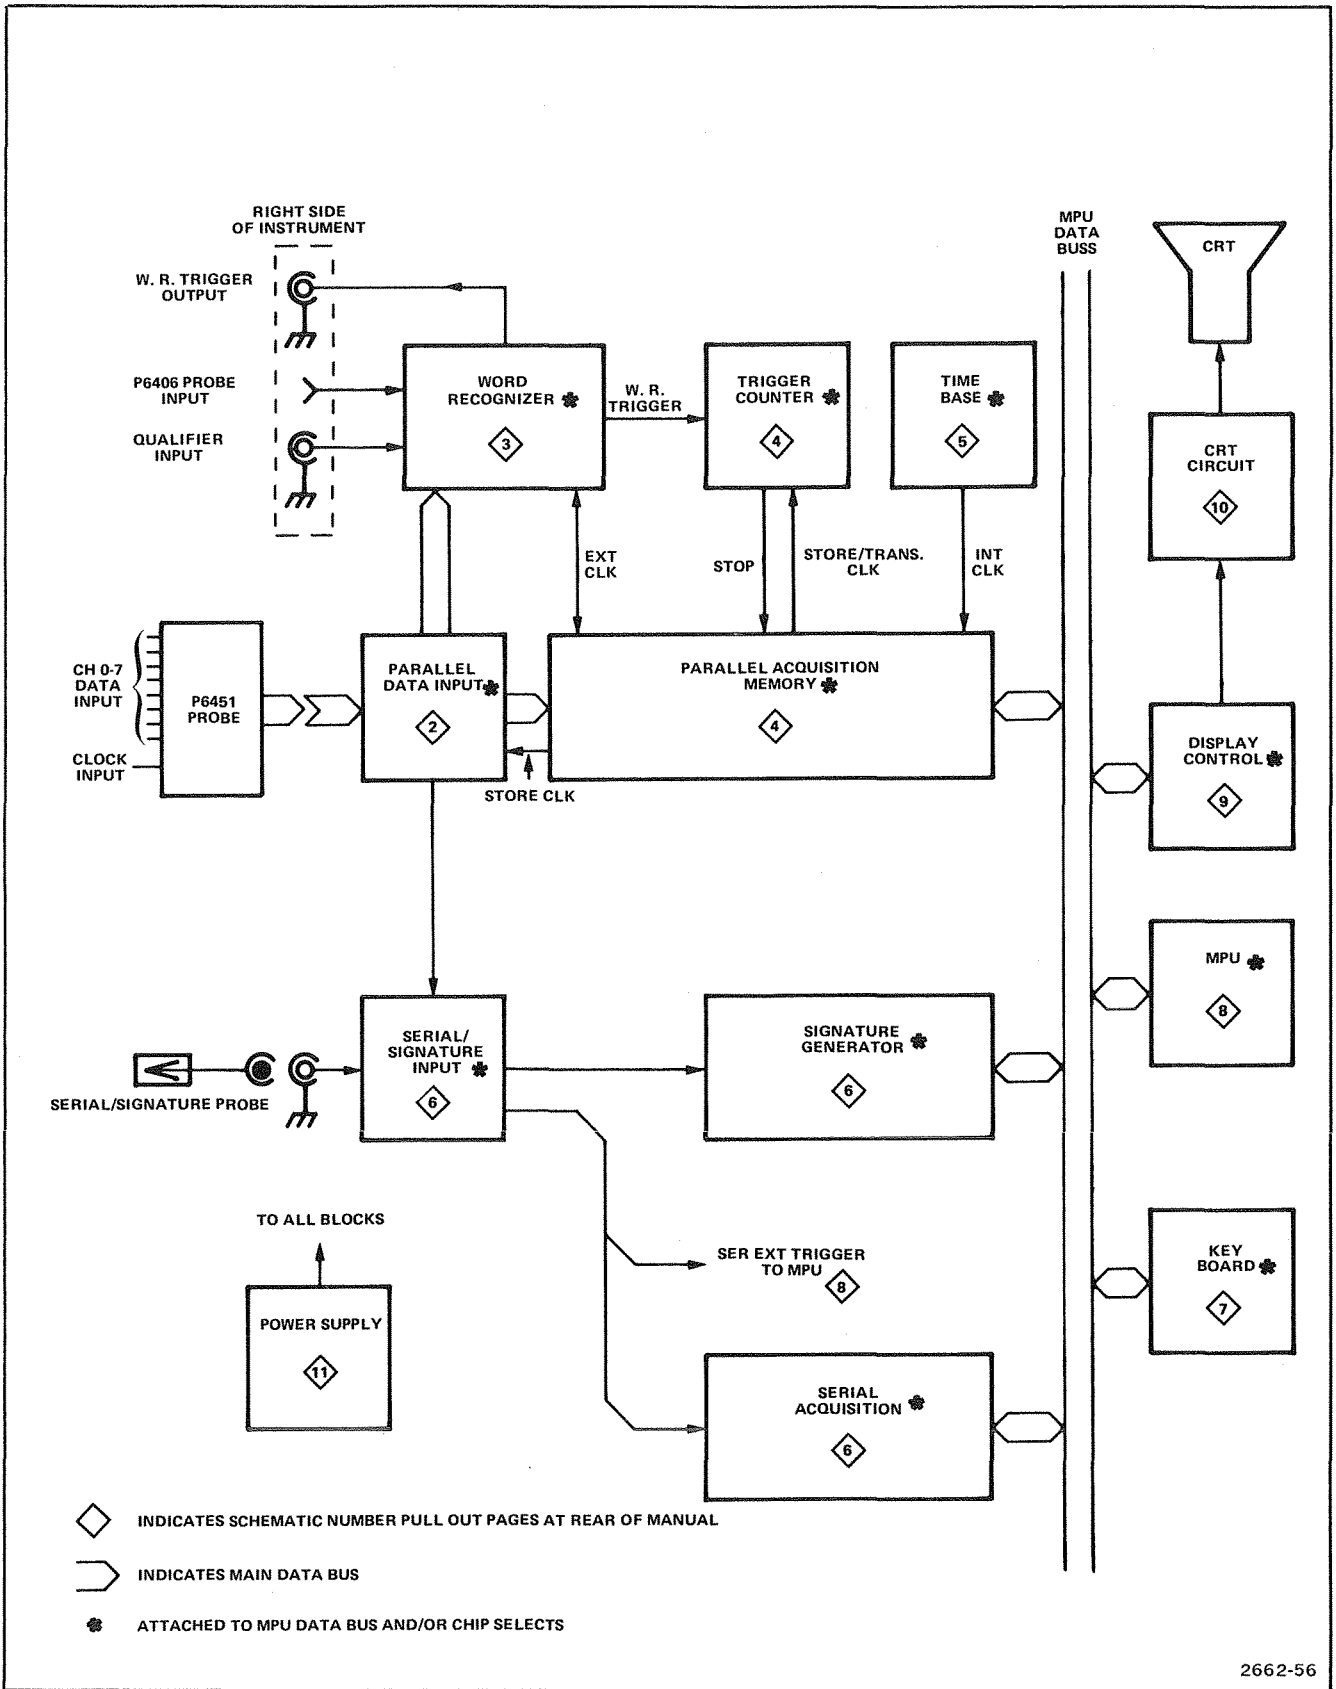 RIGHT SIDE
OF INSTRUMENT
W. R. TRIGGER
OUTPUT
P6406 PROBE
INPUT
QUALIFIER
INPUT
WORD
RECOGNIZER
3
W. R.
TRIGGER
TRIGGER
COUNTER
4
TIME
BASE
5
MPU
DATA
BUSS
CRT
CRT
CIRCUIT
10
EXT
CLK
STOP
STORE/TRANS.
CLK
INT
CLK
CH 0-7
DATA
INPUT
CLOCK
INPUT
P6451
PROBE
PARALLEL
DATA INPUT
2
STORE CLK
PARALLEL ACQUISITION
MEMORY
4
DISPLAY
CONTROL
9
MPU
8
SERIAL/SIGNATURE PROBE
SERIAL/
SIGNATURE
INPUT
6
SIGNATURE
GENERATOR
6
TO ALL BLOCKS
POWER SUPPLY
11
SER EXT TRIGGER
TO MPU
8
KEY
BOARD
7
SERIAL
ACQUISITION
6
INDICATES SCHEMATIC NUMBER PULL OUT PAGES AT REAR OF MANUAL
INDICATES MAIN DATA BUS
ATTACHED TO MPU DATA BUS AND/OR CHIP SELECTS
2662-56